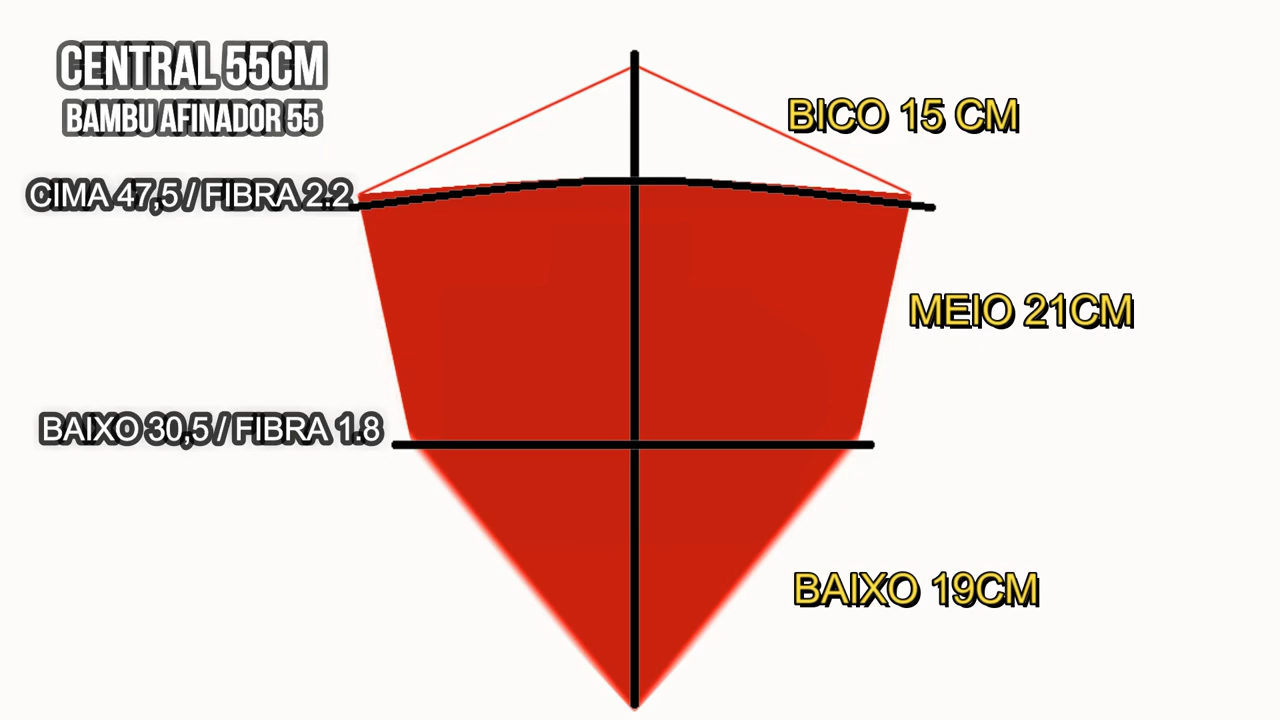 CENTRAL 55CM
BAMBU AFINADOR 55
BICO 15 CM
CIMA 47,5 / FIBRA 2.2
MEIO 21CM
BAIXO 30,5 / FIBRA 1.8
BAIXO 19CM